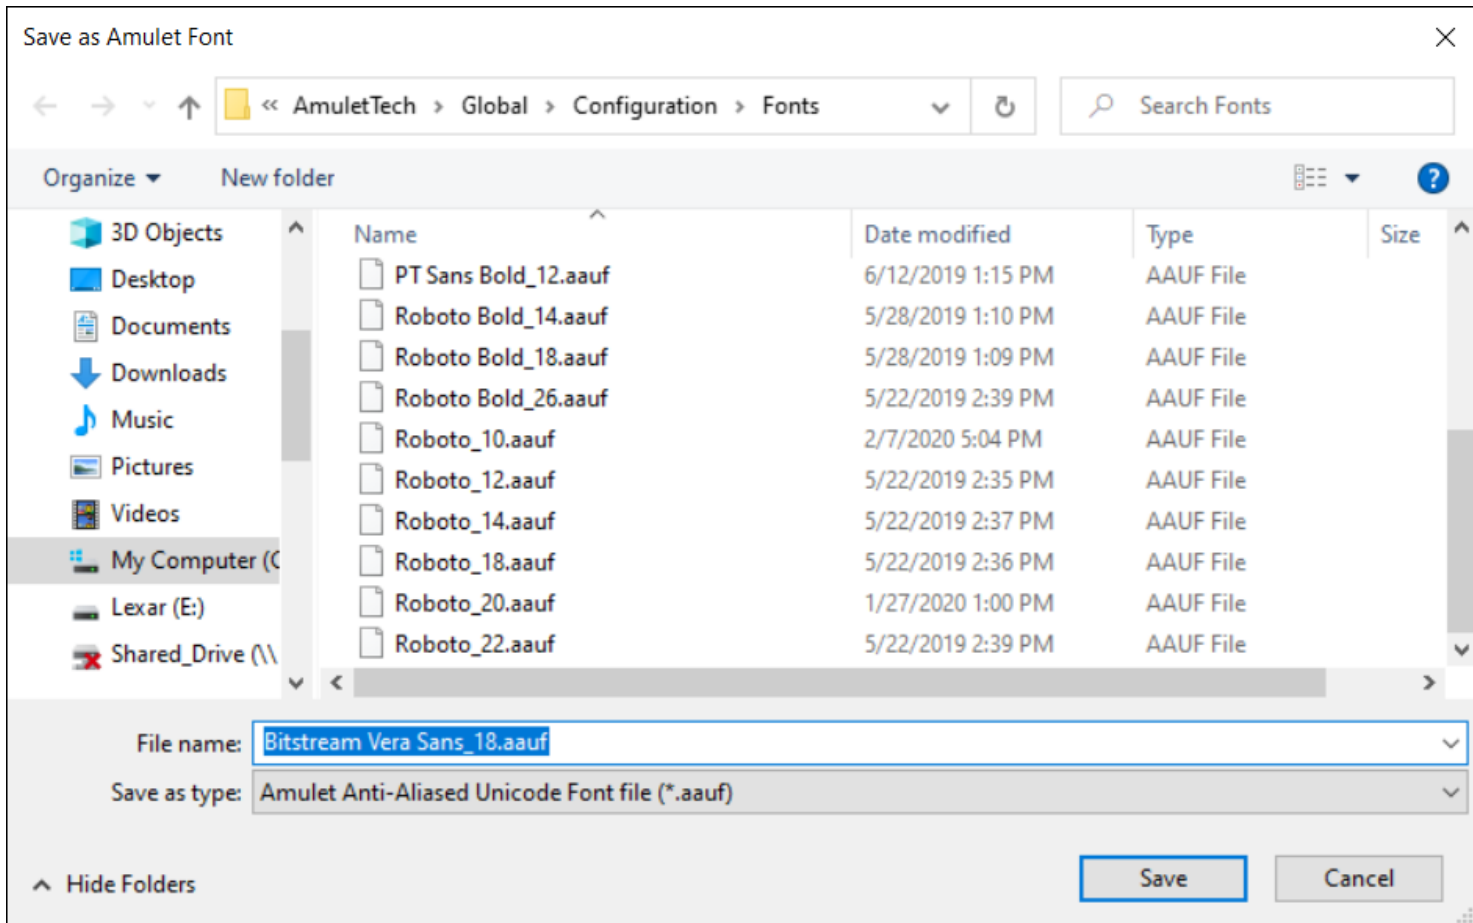 Save as Amulet Font
« AmuletTech › Global › Configuration › Fonts
Search Fonts
Organize
New folder
3D Objects
Desktop
Documents
Downloads
Music
Pictures
Videos
My Computer (C
Lexar (E:)
Shared_Drive (\\
Name Date modified Type Size
PT Sans Bold_12.aauf 6/12/2019 1:15 PM AAUF File
Roboto Bold_14.aauf 5/28/2019 1:10 PM AAUF File
Roboto Bold_18.aauf 5/28/2019 1:09 PM AAUF File
Roboto Bold_26.aauf 5/22/2019 2:39 PM AAUF File
Roboto_10.aauf 2/7/2020 5:04 PM AAUF File
Roboto_12.aauf 5/22/2019 2:35 PM AAUF File
Roboto_14.aauf 5/22/2019 2:37 PM AAUF File
Roboto_18.aauf 5/22/2019 2:36 PM AAUF File
Roboto_20.aauf 1/27/2020 1:00 PM AAUF File
Roboto_22.aauf 5/22/2019 2:39 PM AAUF File
File name: Bitstream Vera Sans_18.aauf
Save as type: Amulet Anti-Aliased Unicode Font file (*.aauf)
Hide Folders
Save
Cancel